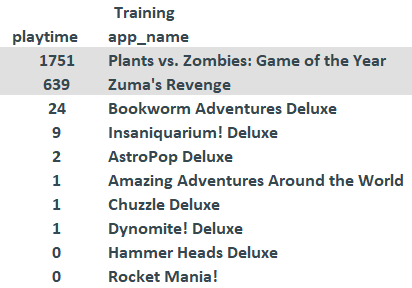 Training
playtime app_name
1751 Plants vs. Zombies: Game of the Year
639 Zuma's Revenge
24 Bookworm Adventures Deluxe
9 Insaniquarium! Deluxe
2 AstroPop Deluxe
1 Amazing Adventures Around the World
1 Chuzzle Deluxe
1 Dynomite! Deluxe
0 Hammer Heads Deluxe
0 Rocket Mania!